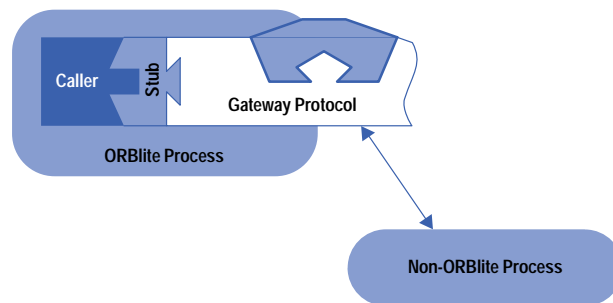 Caller
Stub
Gateway Protocol
ORBlite Process
Non-ORBlite Process